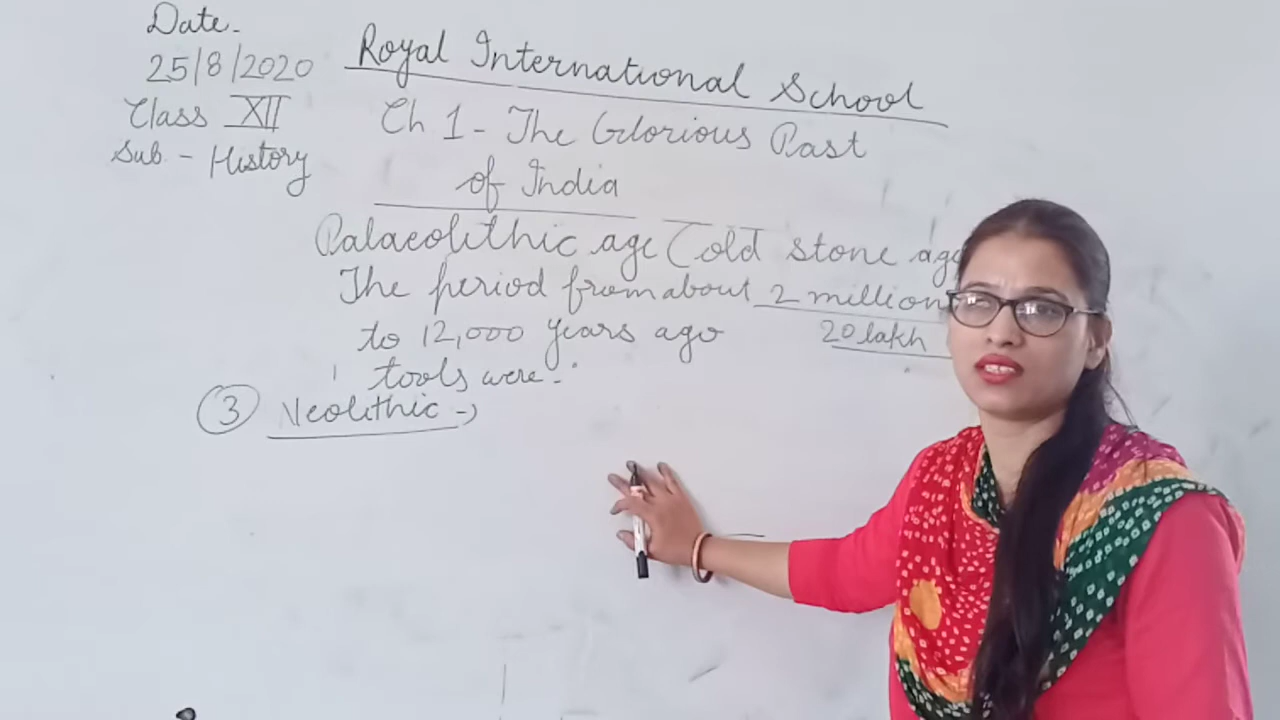 Date-
25/8/2020
Class XII
Sub - History
Royal International School
Ch 1 - The Glorious Past
of India
Palaeolithic age (old stone age
The period from about 2 million
20 lakh
to 12,000 years ago
tools were -
③ Neolithic -)